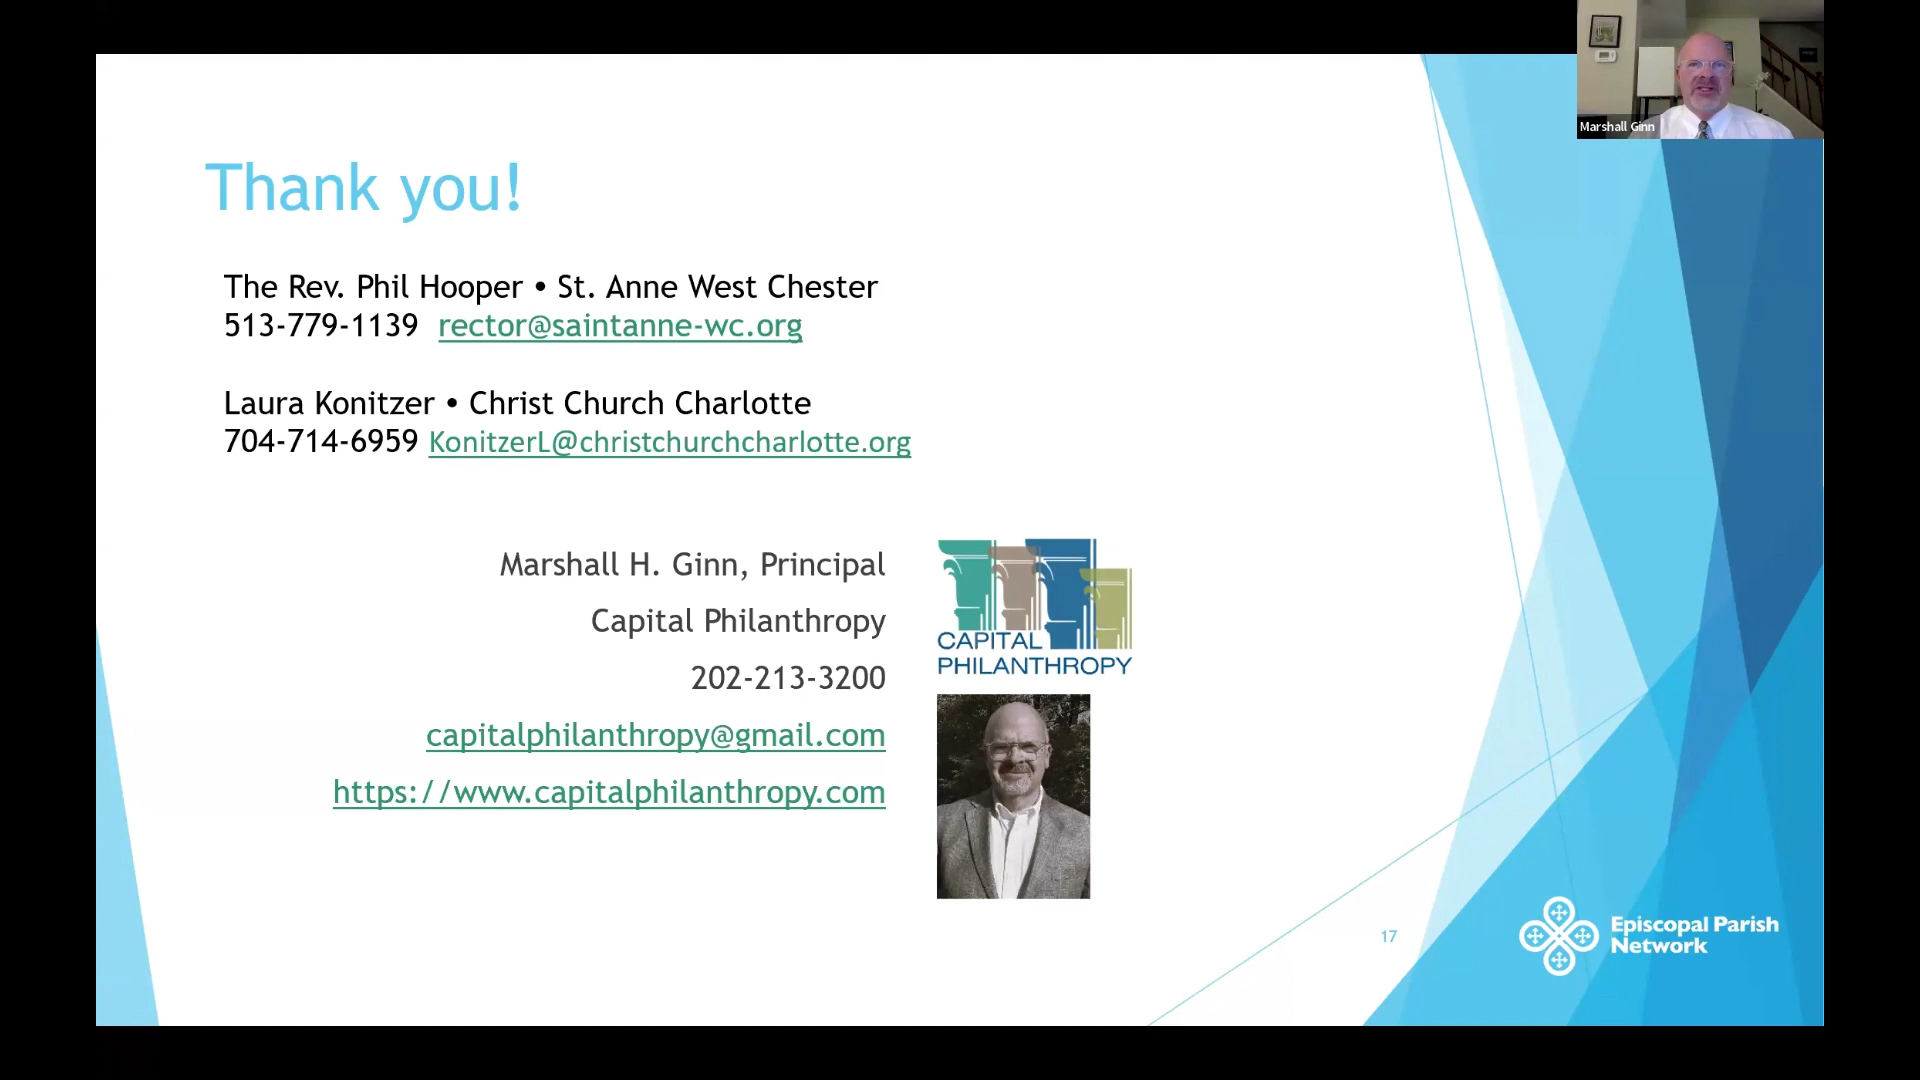 Marshall Ginn
Thank you!
The Rev. Phil Hooper • St. Anne West Chester
513-779-1139 rector@saintanne-wc.org
Laura Konitzer • Christ Church Charlotte
704-714-6959 KonitzerL@christchurchcharlotte.org
Marshall H. Ginn, Principal
Capital Philanthropy
202-213-3200
capitalphilanthropy@gmail.com
https://www.capitalphilanthropy.com
CAPITAL
PHILANTHROPY
17
Episcopal Parish
Network